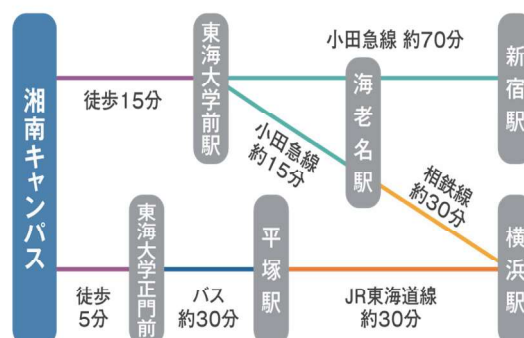 湘南キャンパス
徒歩15分
東海大学前駅
小田急線 約70分
新宿駅
小田急線
約15分
海老名駅
相鉄線
約30分
横浜駅
徒歩
5分
東海大学正門前
バス
約30分
平塚駅
JR東海道線
約30分